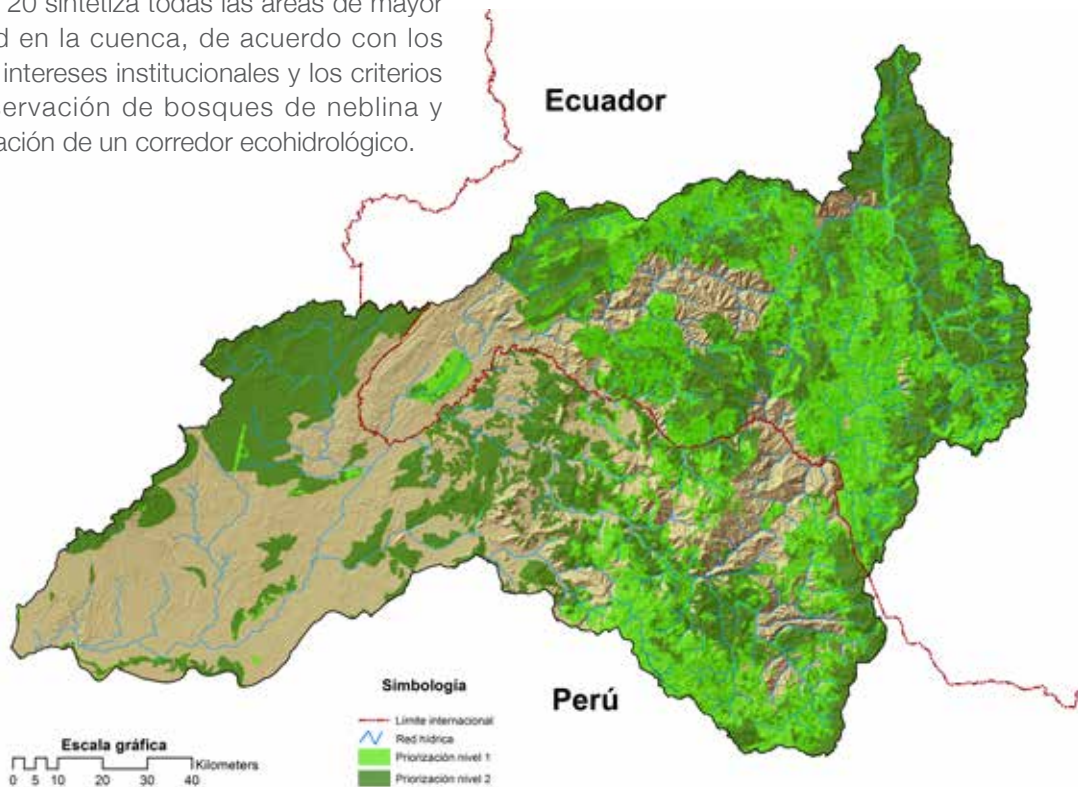 20 sintetiza todas las áreas de mayor
en la cuenca, de acuerdo con los
intereses institucionales y los criterios
de bosques de neblina y
de un corredor ecohidrológico.
Ecuador
Perú
Simbología
Límite internacional
Red hídrica
Priorización nivel 1
Priorización nivel 2
Escala gráfica
Kilometers
0 5 10 20 30 40